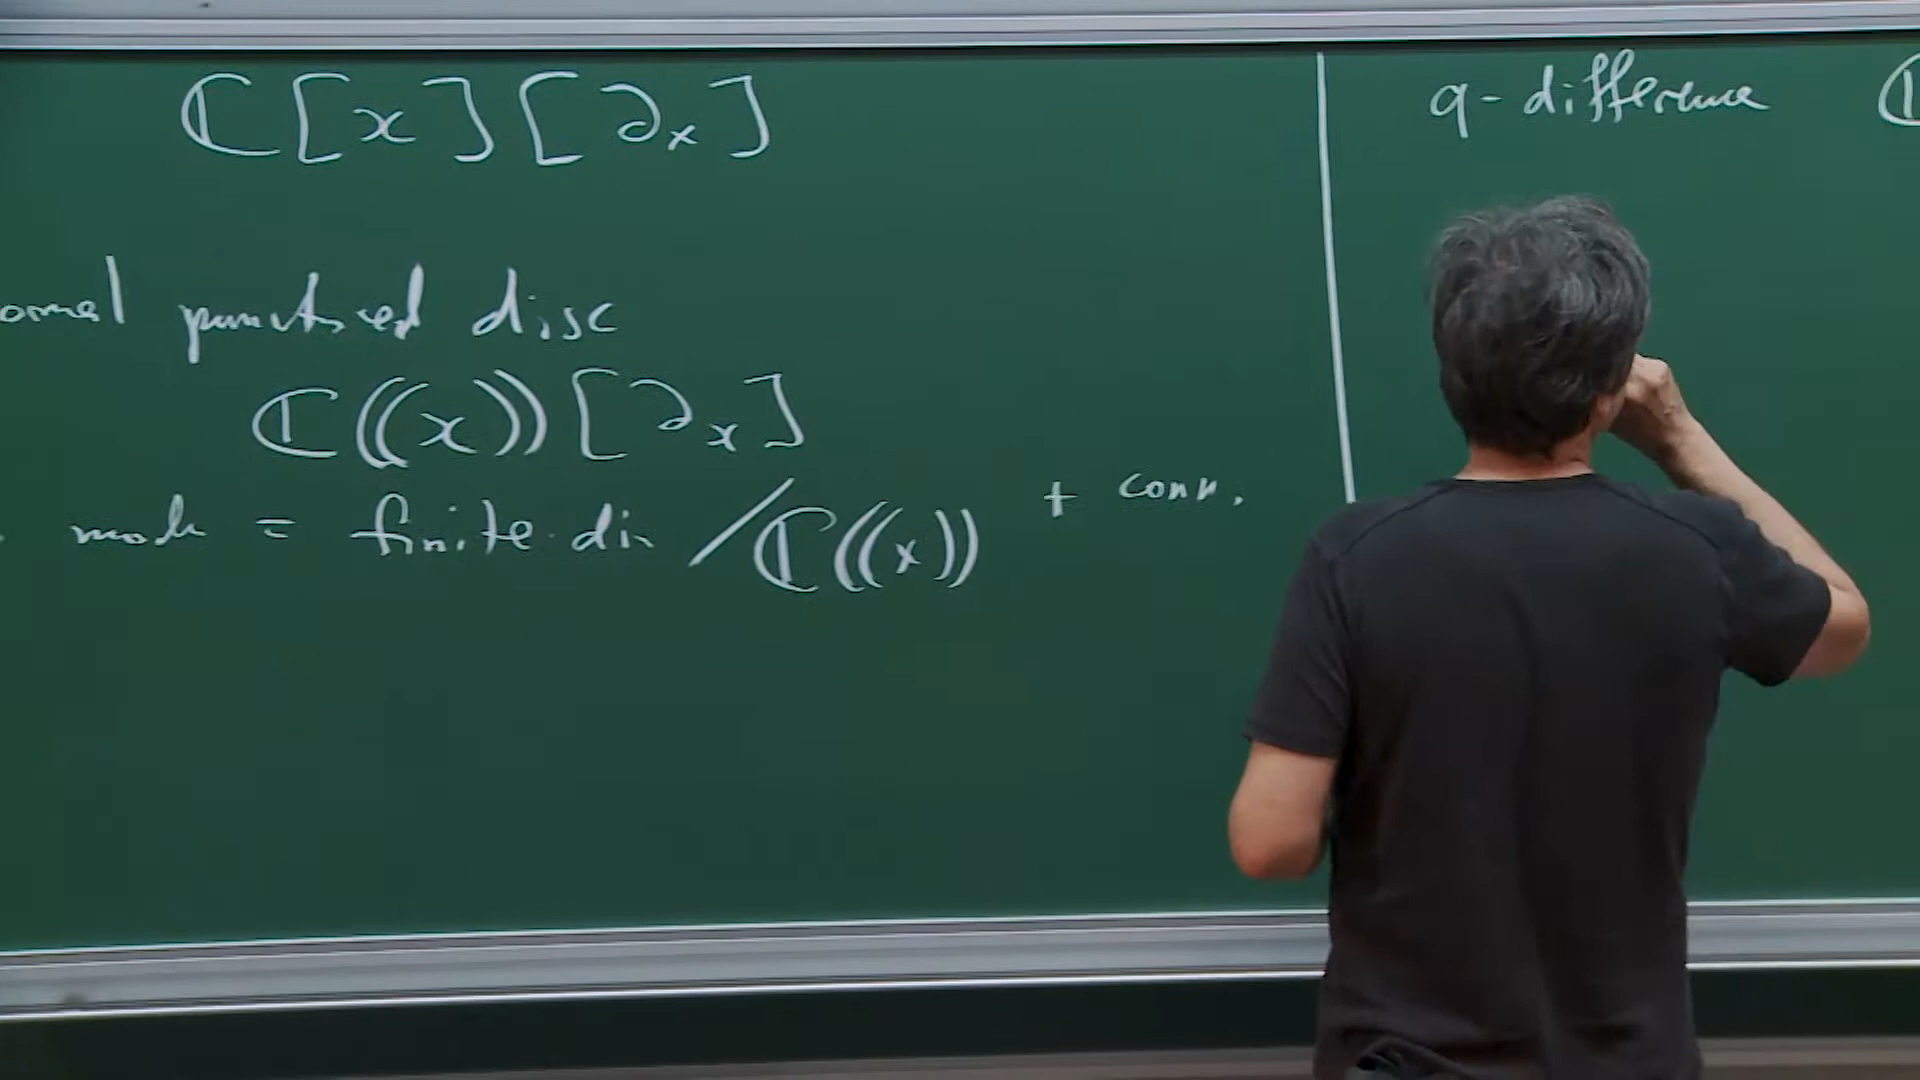 ℂ[x][∂ₓ]
ormal punctured disc
ℂ((x))[∂ₓ]
. mod = finite dim / ℂ((x)) + conn.
q-difference ℂ